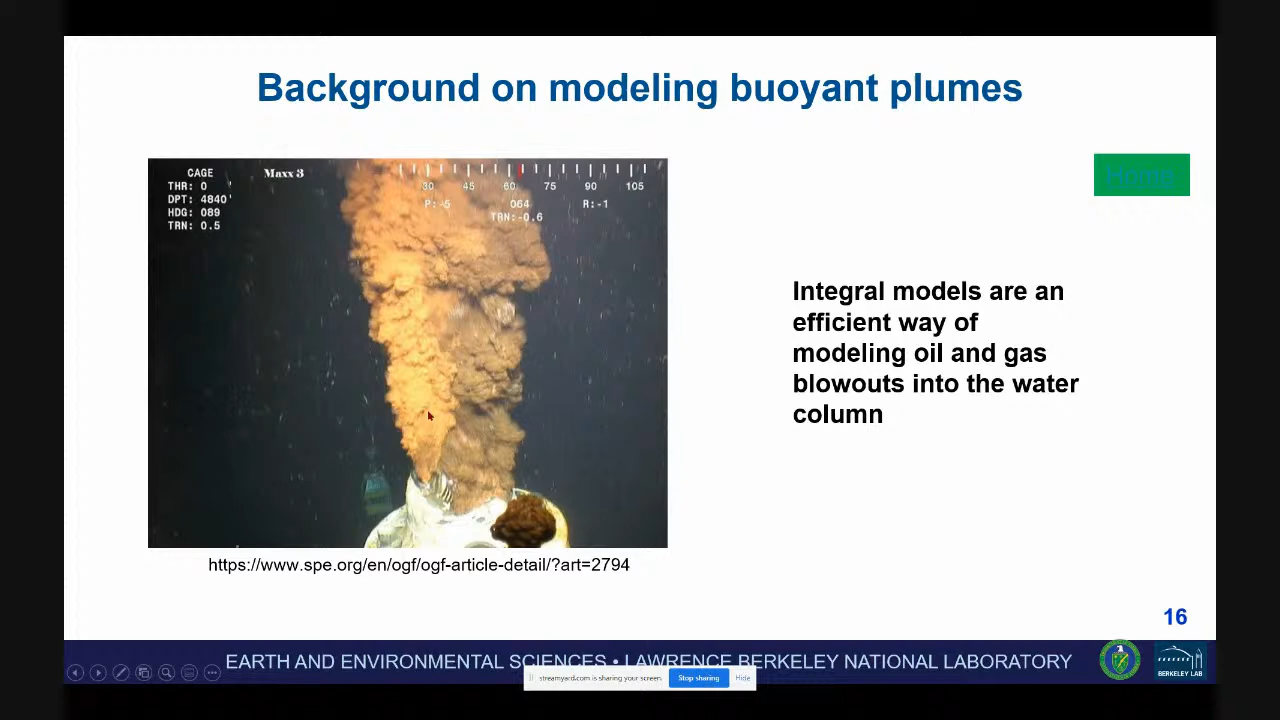 Background on modeling buoyant plumes
CAGE
Maxx 3
THR: 0 '
DPT: 4840'
HDG: 089
TRN: 0.5
30 45 60 75 90 105
P:-5 064 R:-1
TRN:-0.6
Home
Integral models are an
efficient way of
modeling oil and gas
blowouts into the water
column
https://www.spe.org/en/ogf/ogf-article-detail/?art=2794
16
EARTH AND ENVIRONMENTAL SCIENCES • LAWRENCE BERKELEY NATIONAL LABORATORY
BERKELEY LAB
streamyard.com is sharing your screen.
Stop sharing
Hide